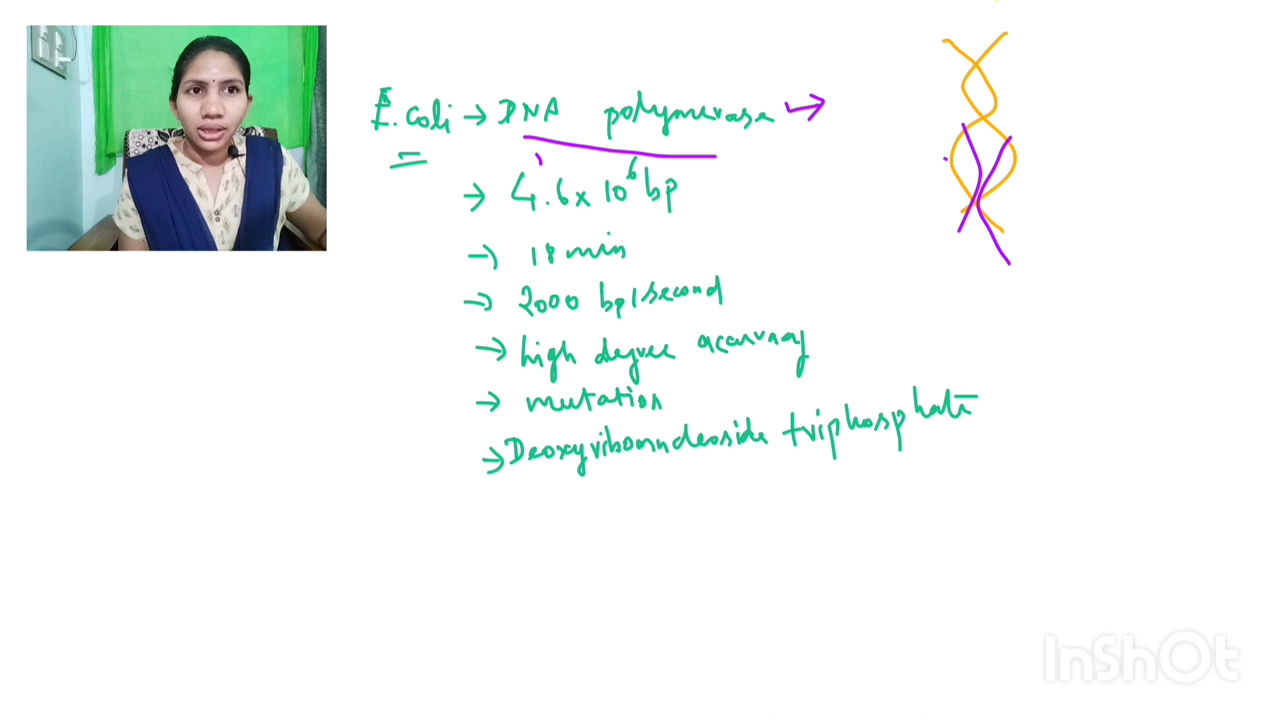 E.coli → DNA polymerase →
→ 4.6 x 10⁶ bp
→ 18 min
→ 2000 bp/second
→ high degree accuracy
→ mutation
→ Deoxyribonucleoside triphosphate
InShOt